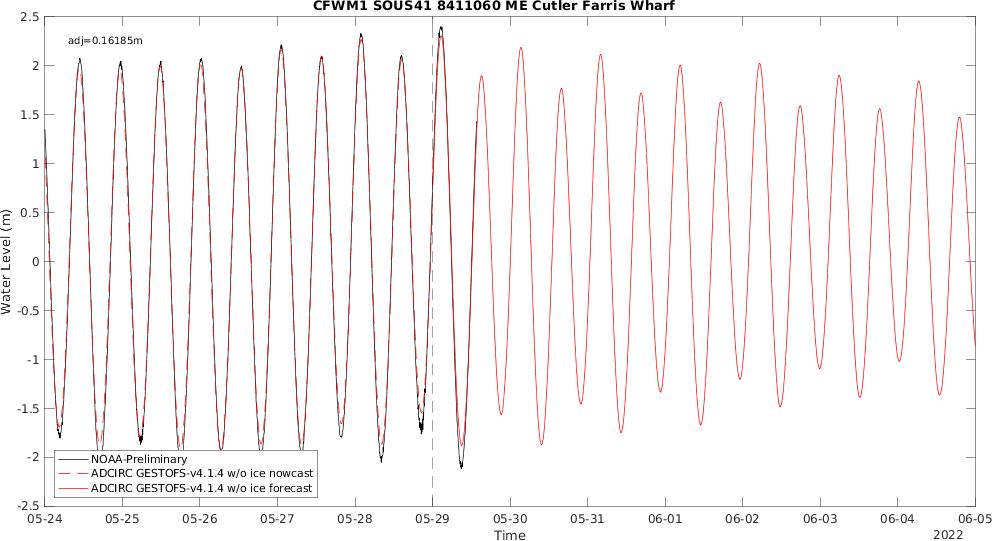 CFWM1 SOUS41 8411060 ME Cutler Farris Wharf
adj=0.16185m
2.5
2
1.5
1
0.5
0
-0.5
-1
-1.5
-2
-2.5
Water Level (m)
NOAA-Preliminary
ADCIRC GESTOFS-v4.1.4 w/o ice nowcast
ADCIRC GESTOFS-v4.1.4 w/o ice forecast
05-24 05-25 05-26 05-27 05-28 05-29 05-30 05-31 06-01 06-02 06-03 06-04 06-05
Time
2022